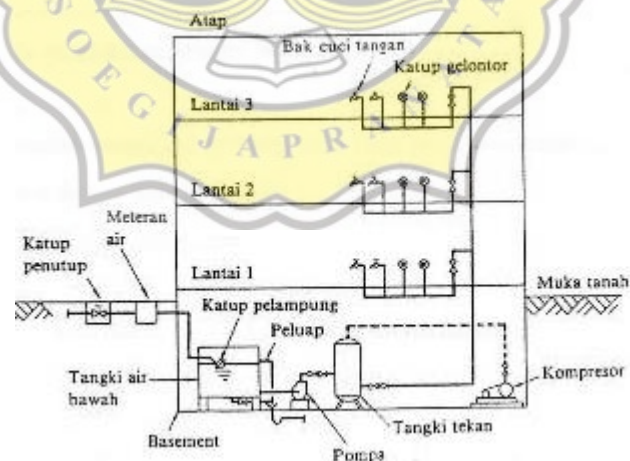 Atap
Bak cuci tangan
Katup gelontor
Lantai 3
SOEGIJAPRANATA
Lantai 2
Meteran
air
Katup
penutup
Lantai 1
Muka tanah
Katup pelampung
Peluap
Tangki air
bawah
Kompresor
Tangki tekan
Basement
Pompa